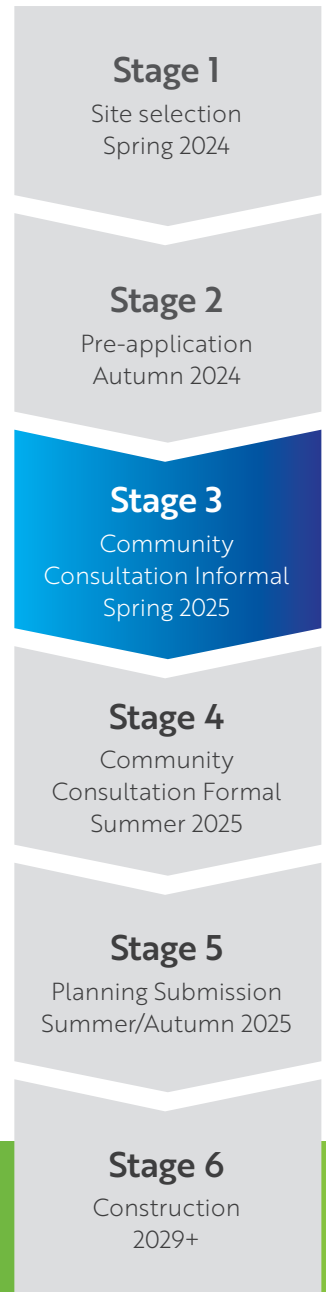 Stage 1
Site selection
Spring 2024
Stage 2
Pre-application
Autumn 2024
Stage 3
Community
Consultation Informal
Spring 2025
Stage 4
Community
Consultation Formal
Summer 2025
Stage 5
Planning Submission
Summer/Autumn 2025
Stage 6
Construction
2029+